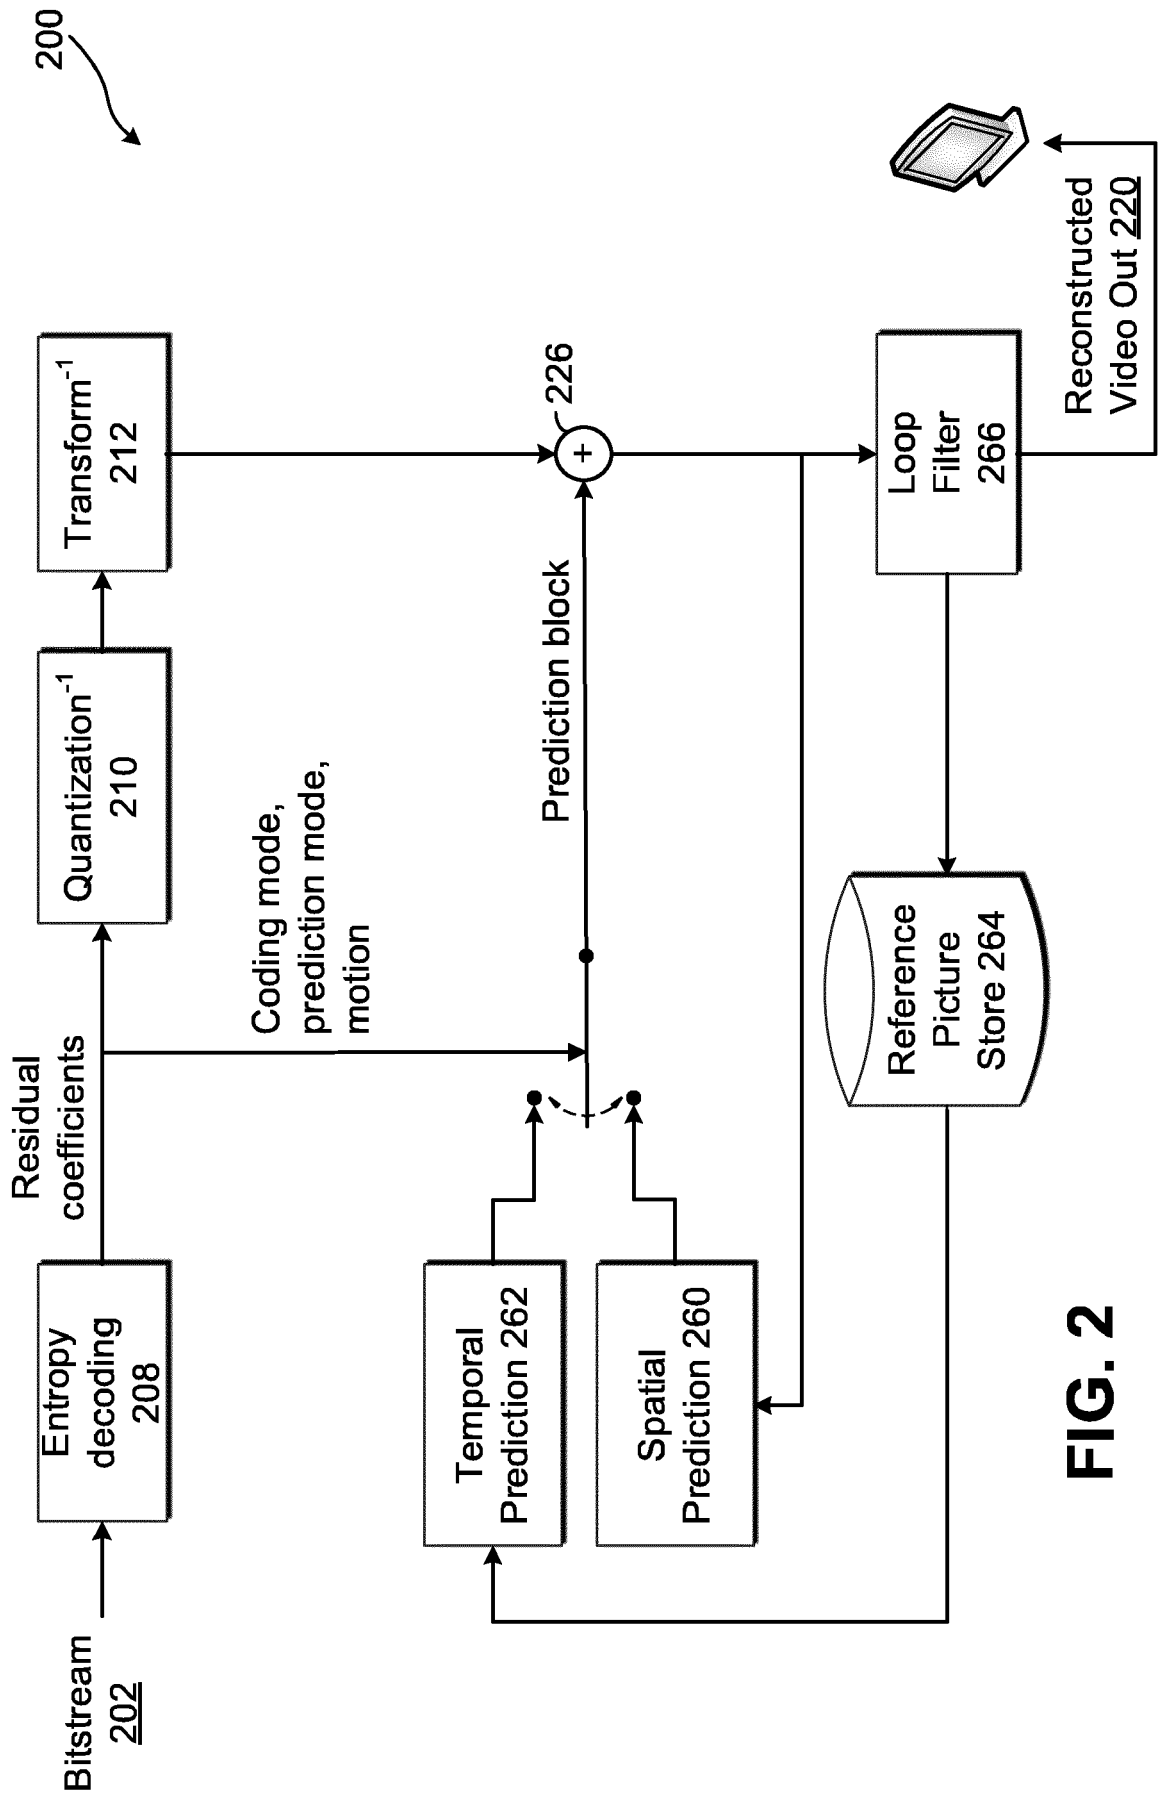 200
Bitstream
202
Entropy
decoding
208
Residual
coefficients
Quantization-1
210
Transform-1
212
Coding mode,
prediction mode,
motion
Temporal
Prediction 262
Spatial
Prediction 260
Prediction block
226
+
Reference
Picture
Store 264
Loop
Filter
266
Reconstructed
Video Out 220
FIG. 2